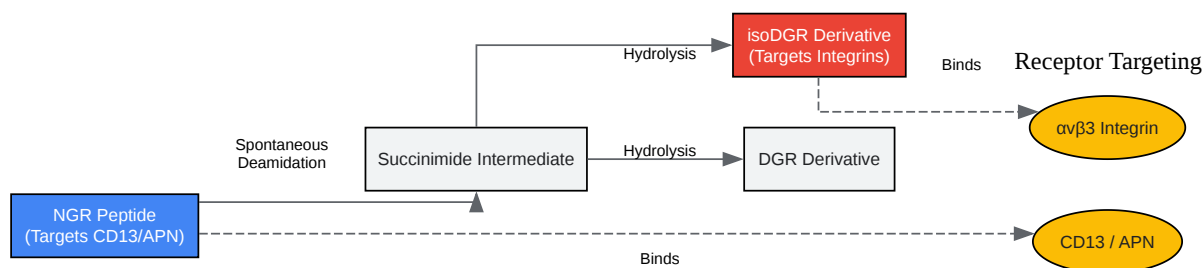 isoDGR Derivative
(Targets Integrins)
Hydrolysis
Binds
Receptor Targeting
αvβ3 Integrin
Spontaneous
Deamidation
Succinimide Intermediate
Hydrolysis
DGR Derivative
NGR Peptide
(Targets CD13/APN)
Binds
CD13 / APN